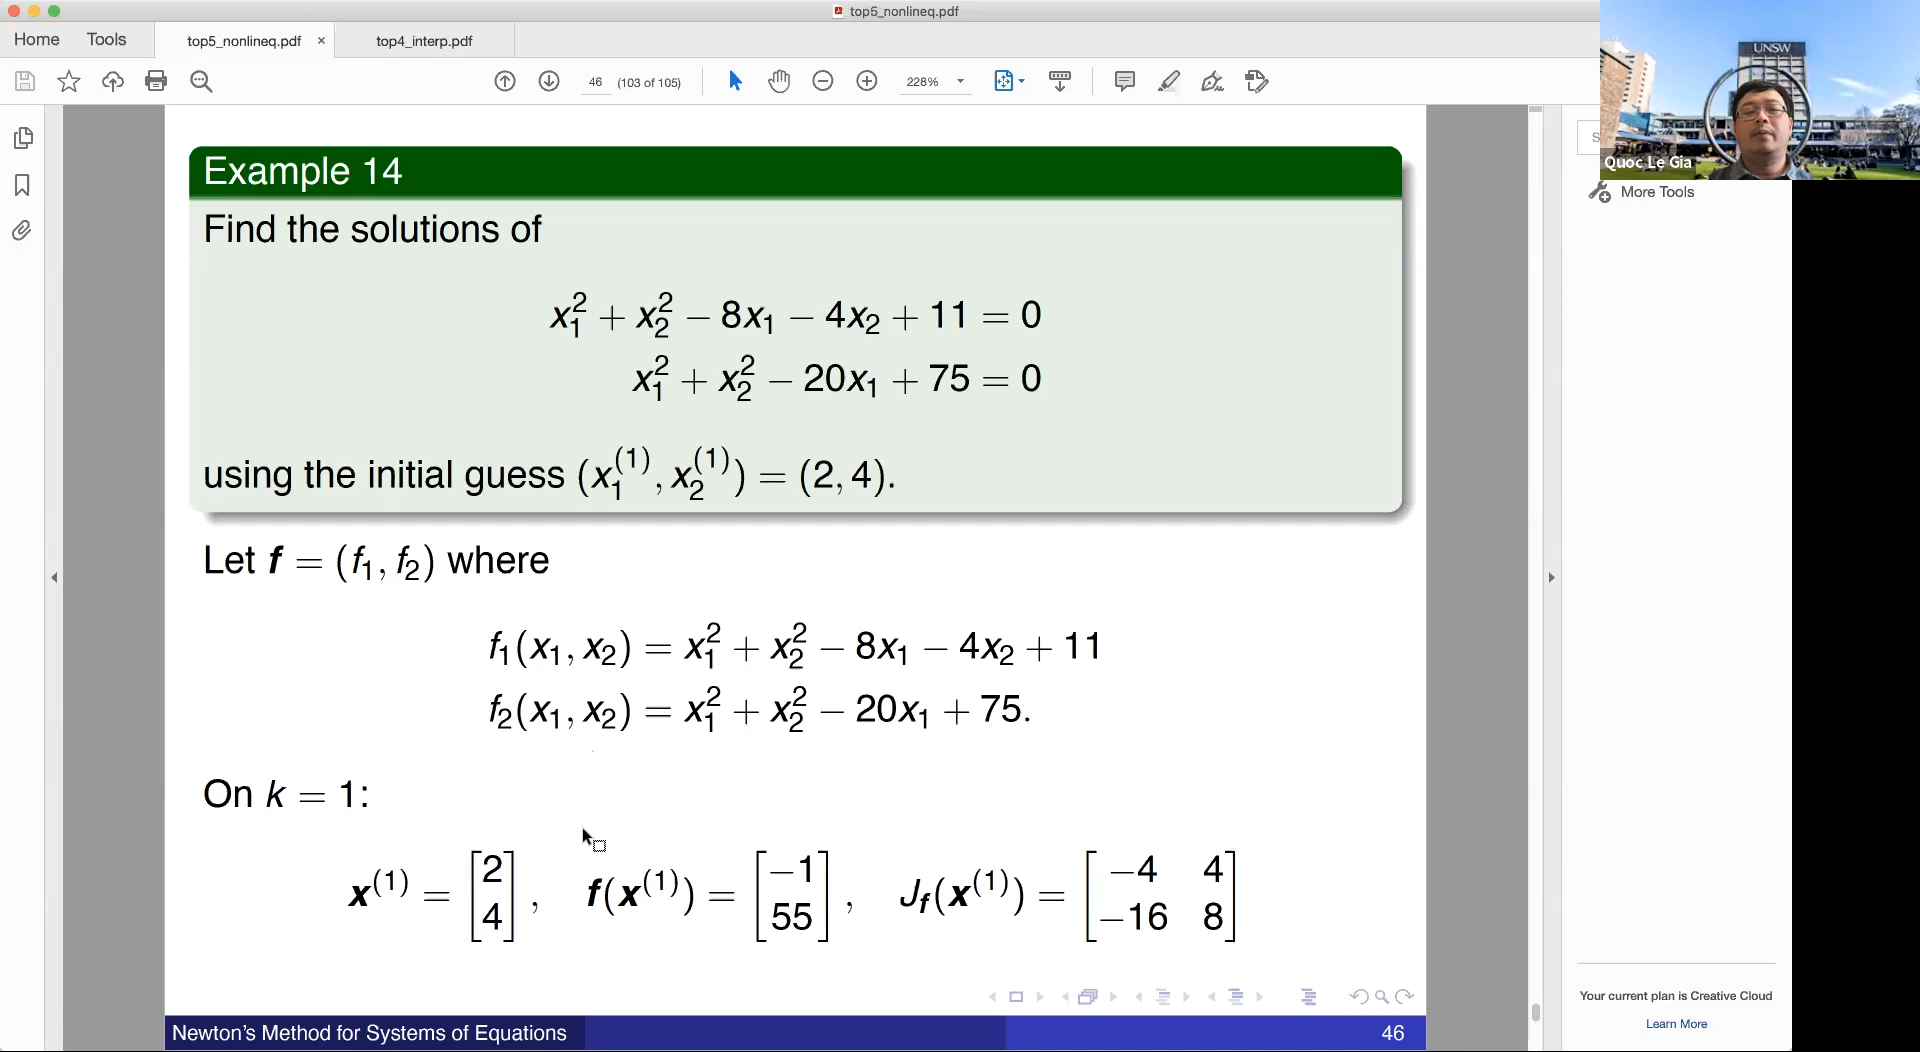 top5_nonlineq.pdf
Home Tools top5_nonlineq.pdf × top4_interp.pdf
46 (103 of 105) 228%
UNSW
Quoc Le Gia
S
More Tools
Example 14
Find the solutions of
x₁² + x₂² − 8x₁ − 4x₂ + 11 = 0
x₁² + x₂² − 20x₁ + 75 = 0
using the initial guess (x₁⁽¹⁾, x₂⁽¹⁾) = (2, 4).
Let f = (f₁, f₂) where
f₁(x₁, x₂) = x₁² + x₂² − 8x₁ − 4x₂ + 11
f₂(x₁, x₂) = x₁² + x₂² − 20x₁ + 75.
On k = 1:
x⁽¹⁾ = [2 4], f(x⁽¹⁾) = [−1 55], J_f(x⁽¹⁾) = [−4 4 −16 8]
Your current plan is Creative Cloud
Learn More
Newton's Method for Systems of Equations 46